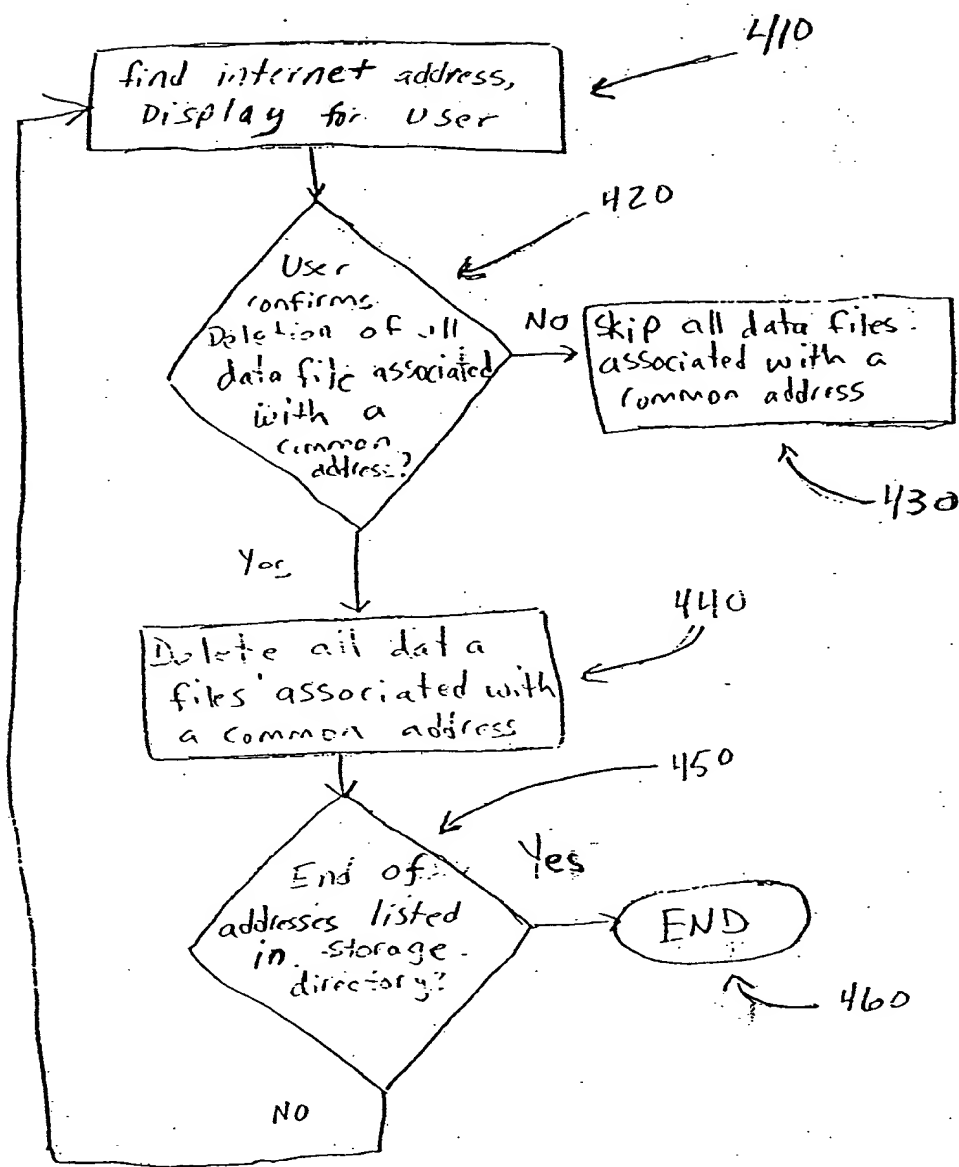 410
find internet address,
Display for User
420
User
confirms
Deletion of all
data file associated
with a
common
address?
NO
Skip all data files
associated with a
common address
430
Yes
440
Delete all data
files associated with
a common address
450
Yes
End of
addresses listed
in storage
directory?
END
460
NO